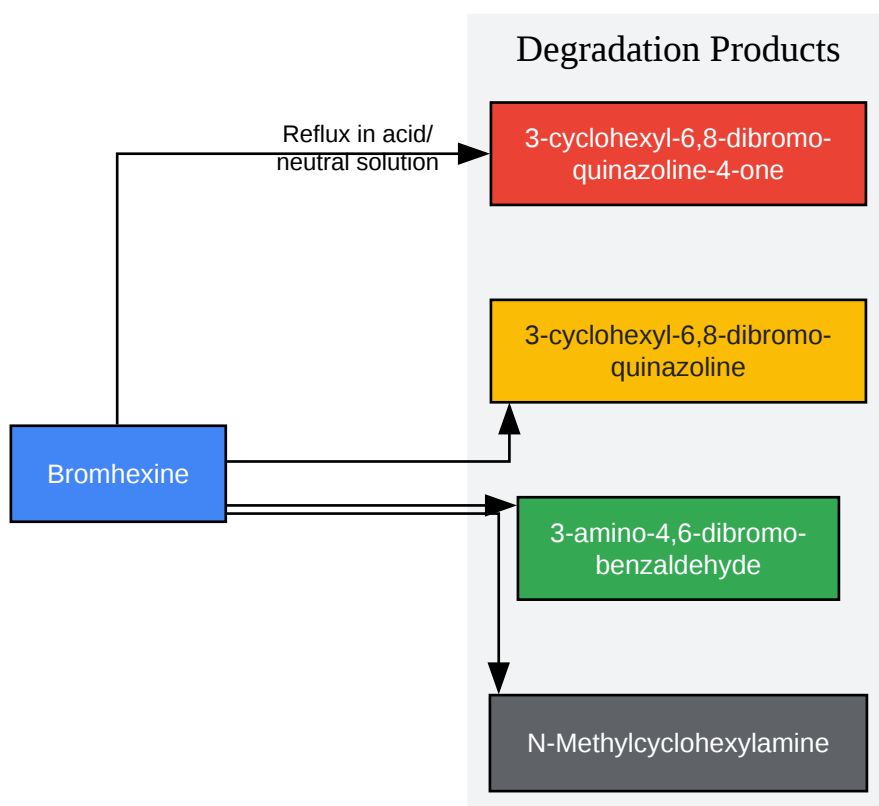 Degradation Products
Reflux in acid/
neutral solution
3-cyclohexyl-6,8-dibromo-
quinazoline-4-one
3-cyclohexyl-6,8-dibromo-
quinazoline
Bromhexine
3-amino-4,6-dibromo-
benzaldehyde
N-Methylcyclohexylamine